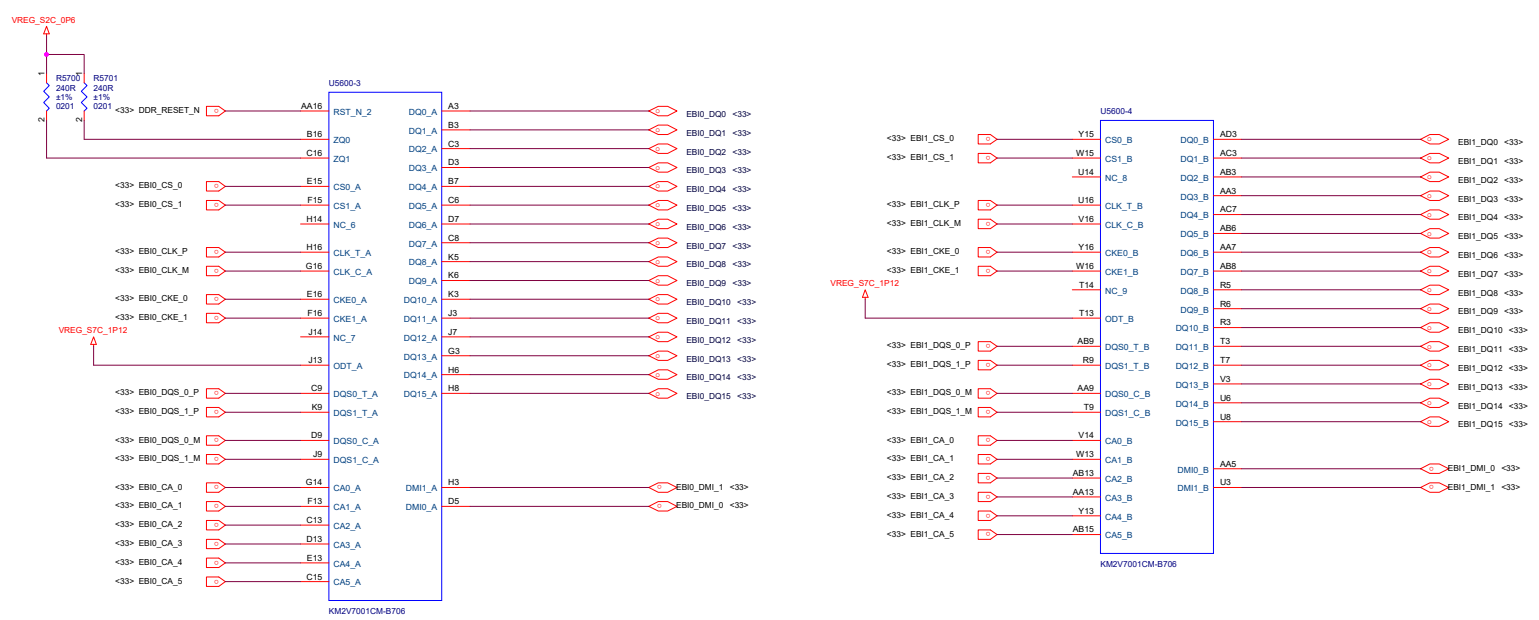 VREG_S2C_0P6
1 R5700 240R ±1% 0201 2
1 R5701 240R ±1% 0201 2
U5600-3
<33> DDR_RESET_N AA16 RST_N_2
B16 ZQ0
C16 ZQ1
<33> EBI0_CS_0 E15 CS0_A
<33> EBI0_CS_1 F15 CS1_A
H14 NC_6
<33> EBI0_CLK_P H16 CLK_T_A
<33> EBI0_CLK_M G16 CLK_C_A
<33> EBI0_CKE_0 E16 CKE0_A
<33> EBI0_CKE_1 F16 CKE1_A
VREG_S7C_1P12
J14 NC_7
J13 ODT_A
<33> EBI0_DQS_0_P C9 DQS0_T_A
<33> EBI0_DQS_1_P K9 DQS1_T_A
<33> EBI0_DQS_0_M D9 DQS0_C_A
<33> EBI0_DQS_1_M J9 DQS1_C_A
<33> EBI0_CA_0 G14 CA0_A
<33> EBI0_CA_1 F13 CA1_A
<33> EBI0_CA_2 C13 CA2_A
<33> EBI0_CA_3 D13 CA3_A
<33> EBI0_CA_4 E13 CA4_A
<33> EBI0_CA_5 C15 CA5_A
DQ0_A A3 EBI0_DQ0 <33>
DQ1_A B3 EBI0_DQ1 <33>
DQ2_A C3 EBI0_DQ2 <33>
DQ3_A D3 EBI0_DQ3 <33>
DQ4_A B7 EBI0_DQ4 <33>
DQ5_A C6 EBI0_DQ5 <33>
DQ6_A D7 EBI0_DQ6 <33>
DQ7_A C8 EBI0_DQ7 <33>
DQ8_A K5 EBI0_DQ8 <33>
DQ9_A K6 EBI0_DQ9 <33>
DQ10_A K3 EBI0_DQ10 <33>
DQ11_A J3 EBI0_DQ11 <33>
DQ12_A J7 EBI0_DQ12 <33>
DQ13_A G3 EBI0_DQ13 <33>
DQ14_A H6 EBI0_DQ14 <33>
DQ15_A H8 EBI0_DQ15 <33>
DMI1_A H3 EBI0_DMI_1 <33>
DMI0_A D5 EBI0_DMI_0 <33>
KM2V7001CM-B706
U5600-4
<33> EBI1_CS_0 Y15 CS0_B
<33> EBI1_CS_1 W15 CS1_B
U14 NC_8
<33> EBI1_CLK_P U16 CLK_T_B
<33> EBI1_CLK_M V16 CLK_C_B
<33> EBI1_CKE_0 Y16 CKE0_B
<33> EBI1_CKE_1 W16 CKE1_B
VREG_S7C_1P12
T14 NC_9
T13 ODT_B
<33> EBI1_DQS_0_P AB9 DQS0_T_B
<33> EBI1_DQS_1_P R9 DQS1_T_B
<33> EBI1_DQS_0_M AA9 DQS0_C_B
<33> EBI1_DQS_1_M T9 DQS1_C_B
<33> EBI1_CA_0 V14 CA0_B
<33> EBI1_CA_1 W13 CA1_B
<33> EBI1_CA_2 AB13 CA2_B
<33> EBI1_CA_3 AA13 CA3_B
<33> EBI1_CA_4 Y13 CA4_B
<33> EBI1_CA_5 AB15 CA5_B
DQ0_B AD3 EBI1_DQ0 <33>
DQ1_B AC3 EBI1_DQ1 <33>
DQ2_B AB3 EBI1_DQ2 <33>
DQ3_B AA3 EBI1_DQ3 <33>
DQ4_B AC7 EBI1_DQ4 <33>
DQ5_B AB6 EBI1_DQ5 <33>
DQ6_B AA7 EBI1_DQ6 <33>
DQ7_B AB8 EBI1_DQ7 <33>
DQ8_B R5 EBI1_DQ8 <33>
DQ9_B R6 EBI1_DQ9 <33>
DQ10_B R3 EBI1_DQ10 <33>
DQ11_B T3 EBI1_DQ11 <33>
DQ12_B T7 EBI1_DQ12 <33>
DQ13_B V3 EBI1_DQ13 <33>
DQ14_B U6 EBI1_DQ14 <33>
DQ15_B U8 EBI1_DQ15 <33>
DMI0_B AA5 EBI1_DMI_0 <33>
DMI1_B U3 EBI1_DMI_1 <33>
KM2V7001CM-B706